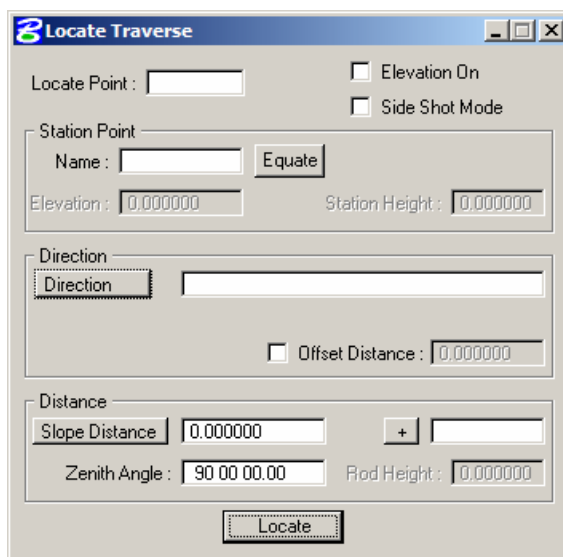 Locate Traverse
Locate Point :
Elevation On
Side Shot Mode
Station Point
Name : Equate
Elevation : 0.000000 Station Height : 0.000000
Direction
Direction
Offset Distance : 0.000000
Distance
Slope Distance 0.000000 +
Zenith Angle : 90 00 00.00 Rod Height : 0.000000
Locate